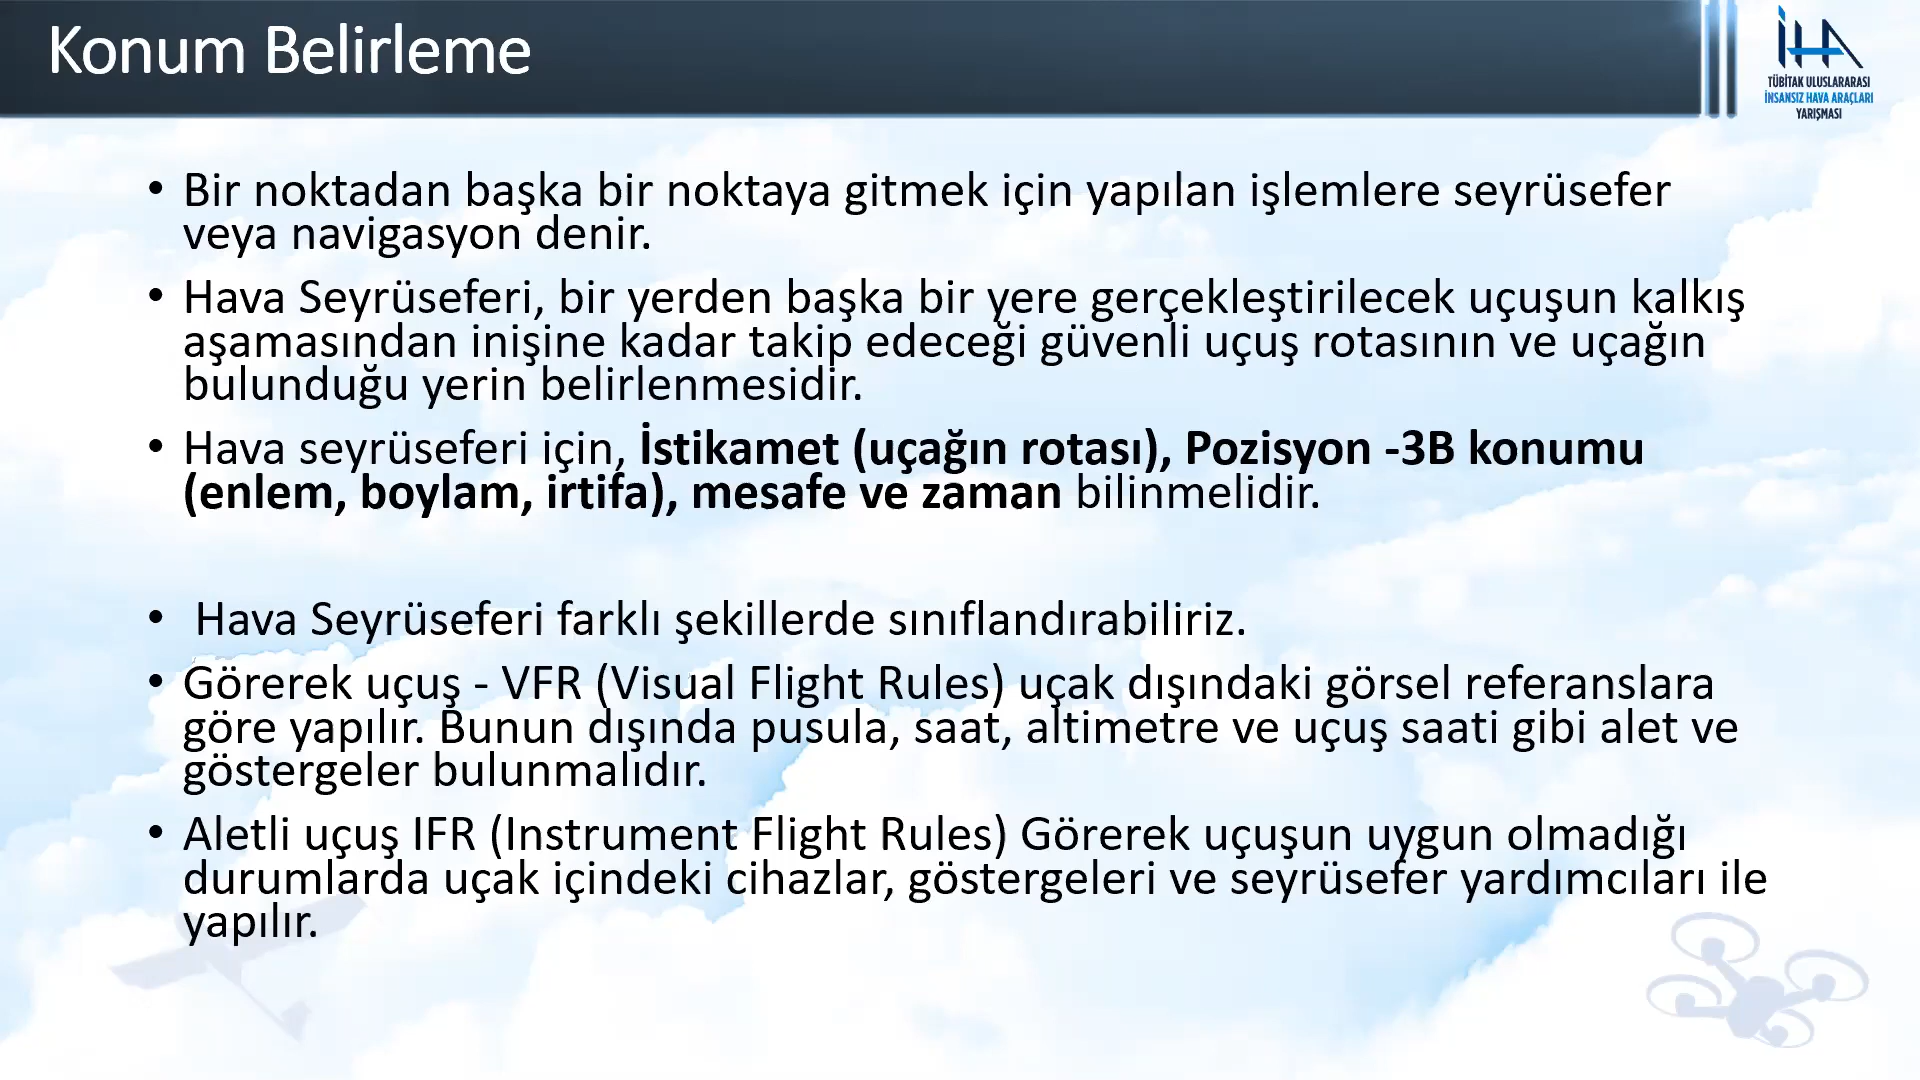 Konum Belirleme
İHA
TÜBİTAK ULUSLARARASI
İNSANSIZ HAVA ARAÇLARI
YARIŞMASI
• Bir noktadan başka bir noktaya gitmek için yapılan işlemlere seyrüsefer
veya navigasyon denir.
• Hava Seyrüseferi, bir yerden başka bir yere gerçekleştirilecek uçuşun kalkış
aşamasından inişine kadar takip edeceği güvenli uçuş rotasının ve uçağın
bulunduğu yerin belirlenmesidir.
• Hava seyrüseferi için, İstikamet (uçağın rotası), Pozisyon -3B konumu
(enlem, boylam, irtifa), mesafe ve zaman bilinmelidir.
• Hava Seyrüseferi farklı şekillerde sınıflandırabiliriz.
• Görerek uçuş - VFR (Visual Flight Rules) uçak dışındaki görsel referanslara
göre yapılır. Bunun dışında pusula, saat, altimetre ve uçuş saati gibi alet ve
göstergeler bulunmalıdır.
• Aletli uçuş IFR (Instrument Flight Rules) Görerek uçuşun uygun olmadığı
durumlarda uçak içindeki cihazlar, göstergeleri ve seyrüsefer yardımcıları ile
yapılır.